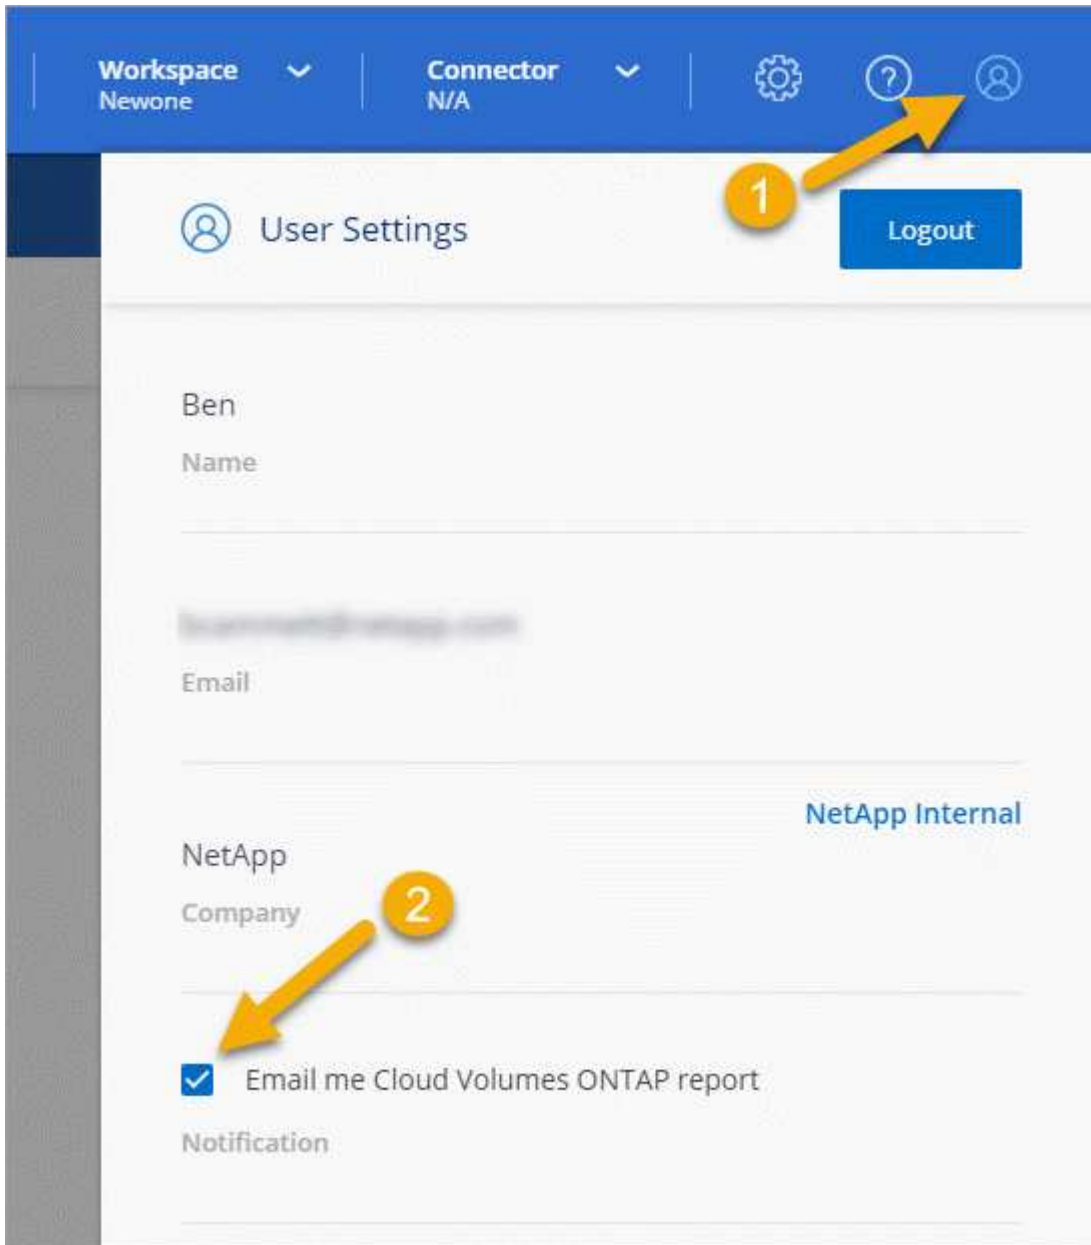 Workspace
Newone
Connector
N/A
?
1
User Settings
Logout
Ben
Name
Email
NetApp Internal
NetApp
Company
2
Email me Cloud Volumes ONTAP report
Notification